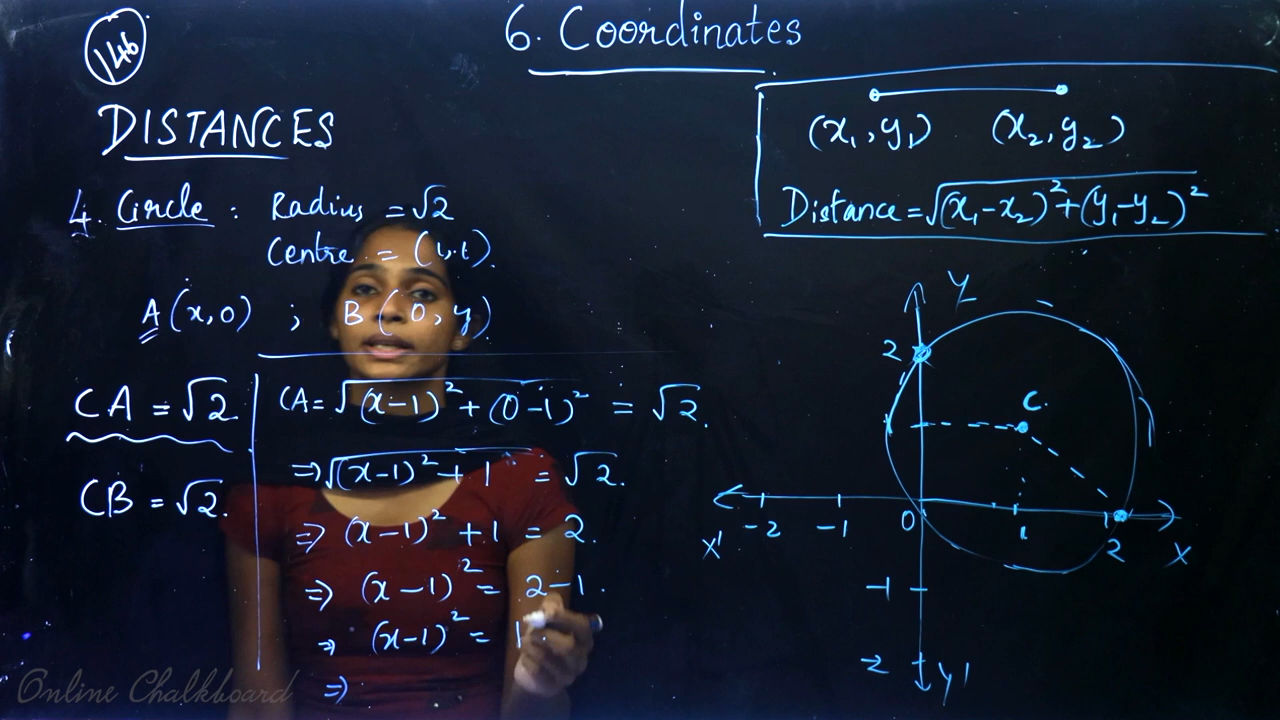 146
6. Coordinates
DISTANCES
(x₁, y₁) (x₂, y₂)
Distance = √(x₁-x₂)² + (y₁-y₂)²
4. Circle : Radius = √2
Centre = (1,1).
A(x,0) ; B(0,y)
CA = √2.
CB = √2.
CA = √(x-1)² + (0-1)² = √2.
⇒ √(x-1)² + 1 = √2.
⇒ (x-1)² + 1 = 2.
⇒ (x-1)² = 2-1.
⇒ (x-1)² = 1
⇒
Y
2
C.
1
X' -2 -1 0 1 2 X
-1
-2
Y'
Online Chalkboard